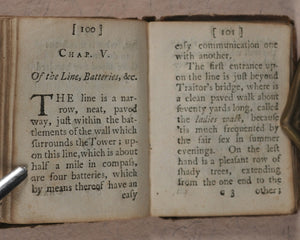 [ 100 ]
CHAP. V.
Of the Line, Batteries, &c.
THE line is a nar-
row, neat, paved
way, juſt within the bat-
tlements of the wall which
ſurrounds the Tower; up-
on this line, which is about
half a mile in compaſs,
are four batteries, which
by means thereof have an
eaſy
[ 101 ]
eaſy communication one
with another.
The firſt entrance up-
on the line is juſt beyond
Traitor's bridge, where is
a clean paved walk about
ſeventy yards long, called
the ladies walk, becauſe
'tis much frequented by
the fair ſex in ſummer
evenings. On the left
hand is a pleaſant row of
ſhady trees, extending
from the one end to the
G 3 other;